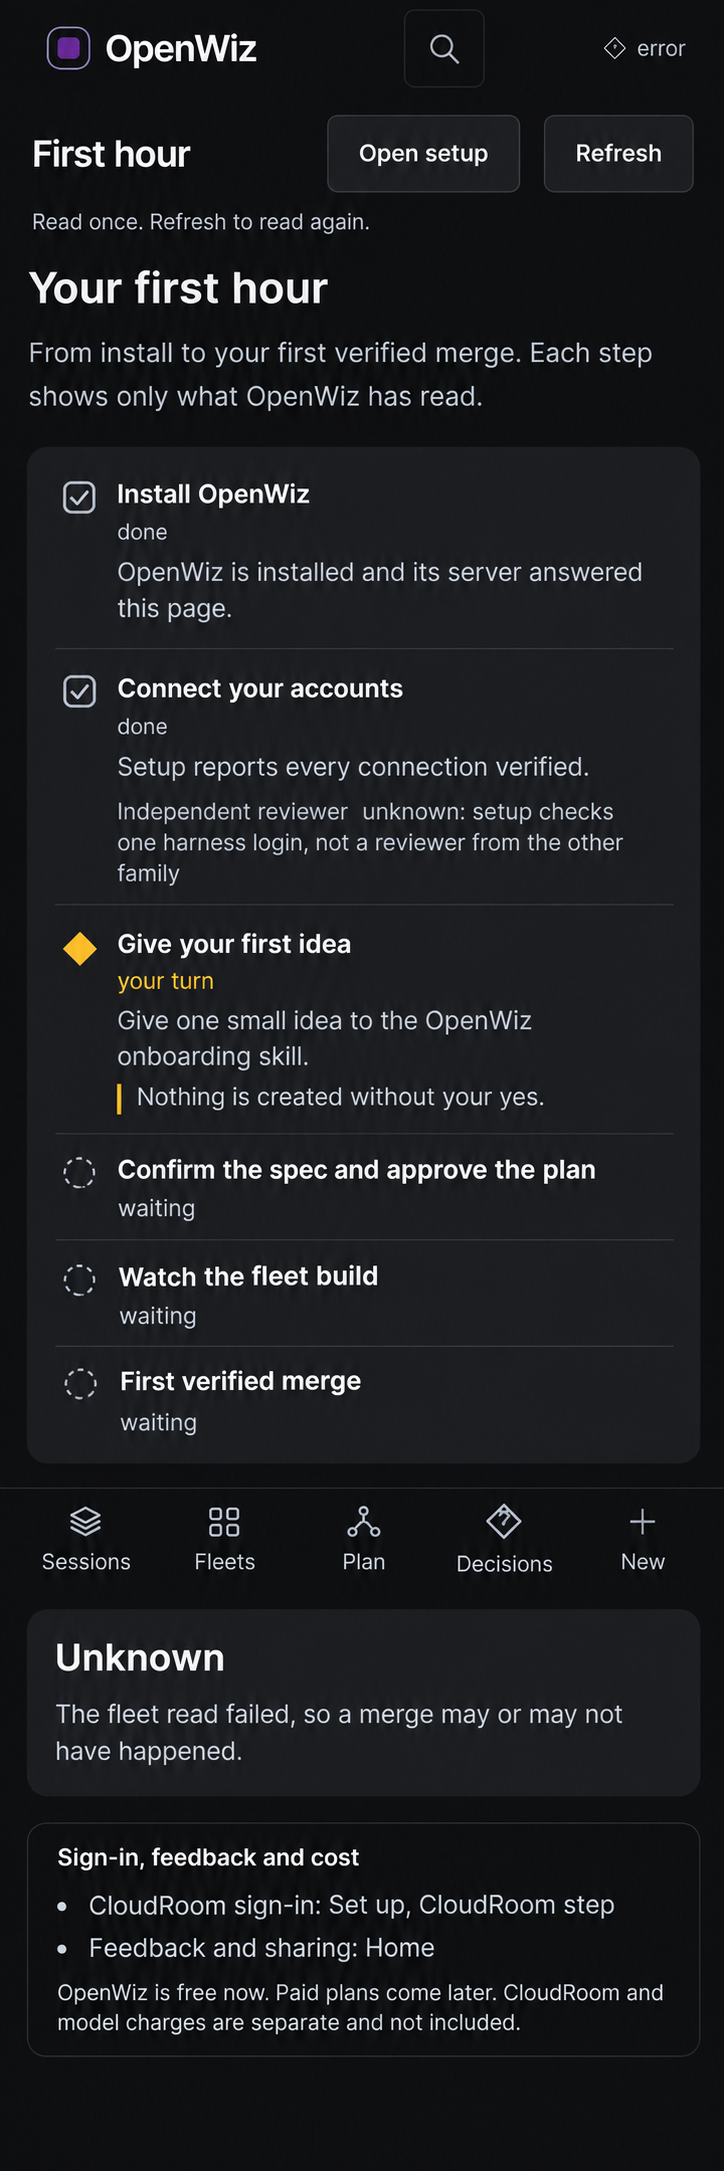 OpenWiz
error
First hour
Open setup
Refresh
Read once. Refresh to read again.
Your first hour
From install to your first verified merge. Each step
shows only what OpenWiz has read.
Install OpenWiz
done
OpenWiz is installed and its server answered
this page.
Connect your accounts
done
Setup reports every connection verified.
Independent reviewer unknown: setup checks
one harness login, not a reviewer from the other
family
Give your first idea
your turn
Give one small idea to the OpenWiz
onboarding skill.
Nothing is created without your yes.
Confirm the spec and approve the plan
waiting
Watch the fleet build
waiting
First verified merge
waiting
Sessions
Fleets
Plan
Decisions
New
Unknown
The fleet read failed, so a merge may or may not
have happened.
Sign-in, feedback and cost
• CloudRoom sign-in: Set up, CloudRoom step
• Feedback and sharing: Home
OpenWiz is free now. Paid plans come later. CloudRoom and
model charges are separate and not included.